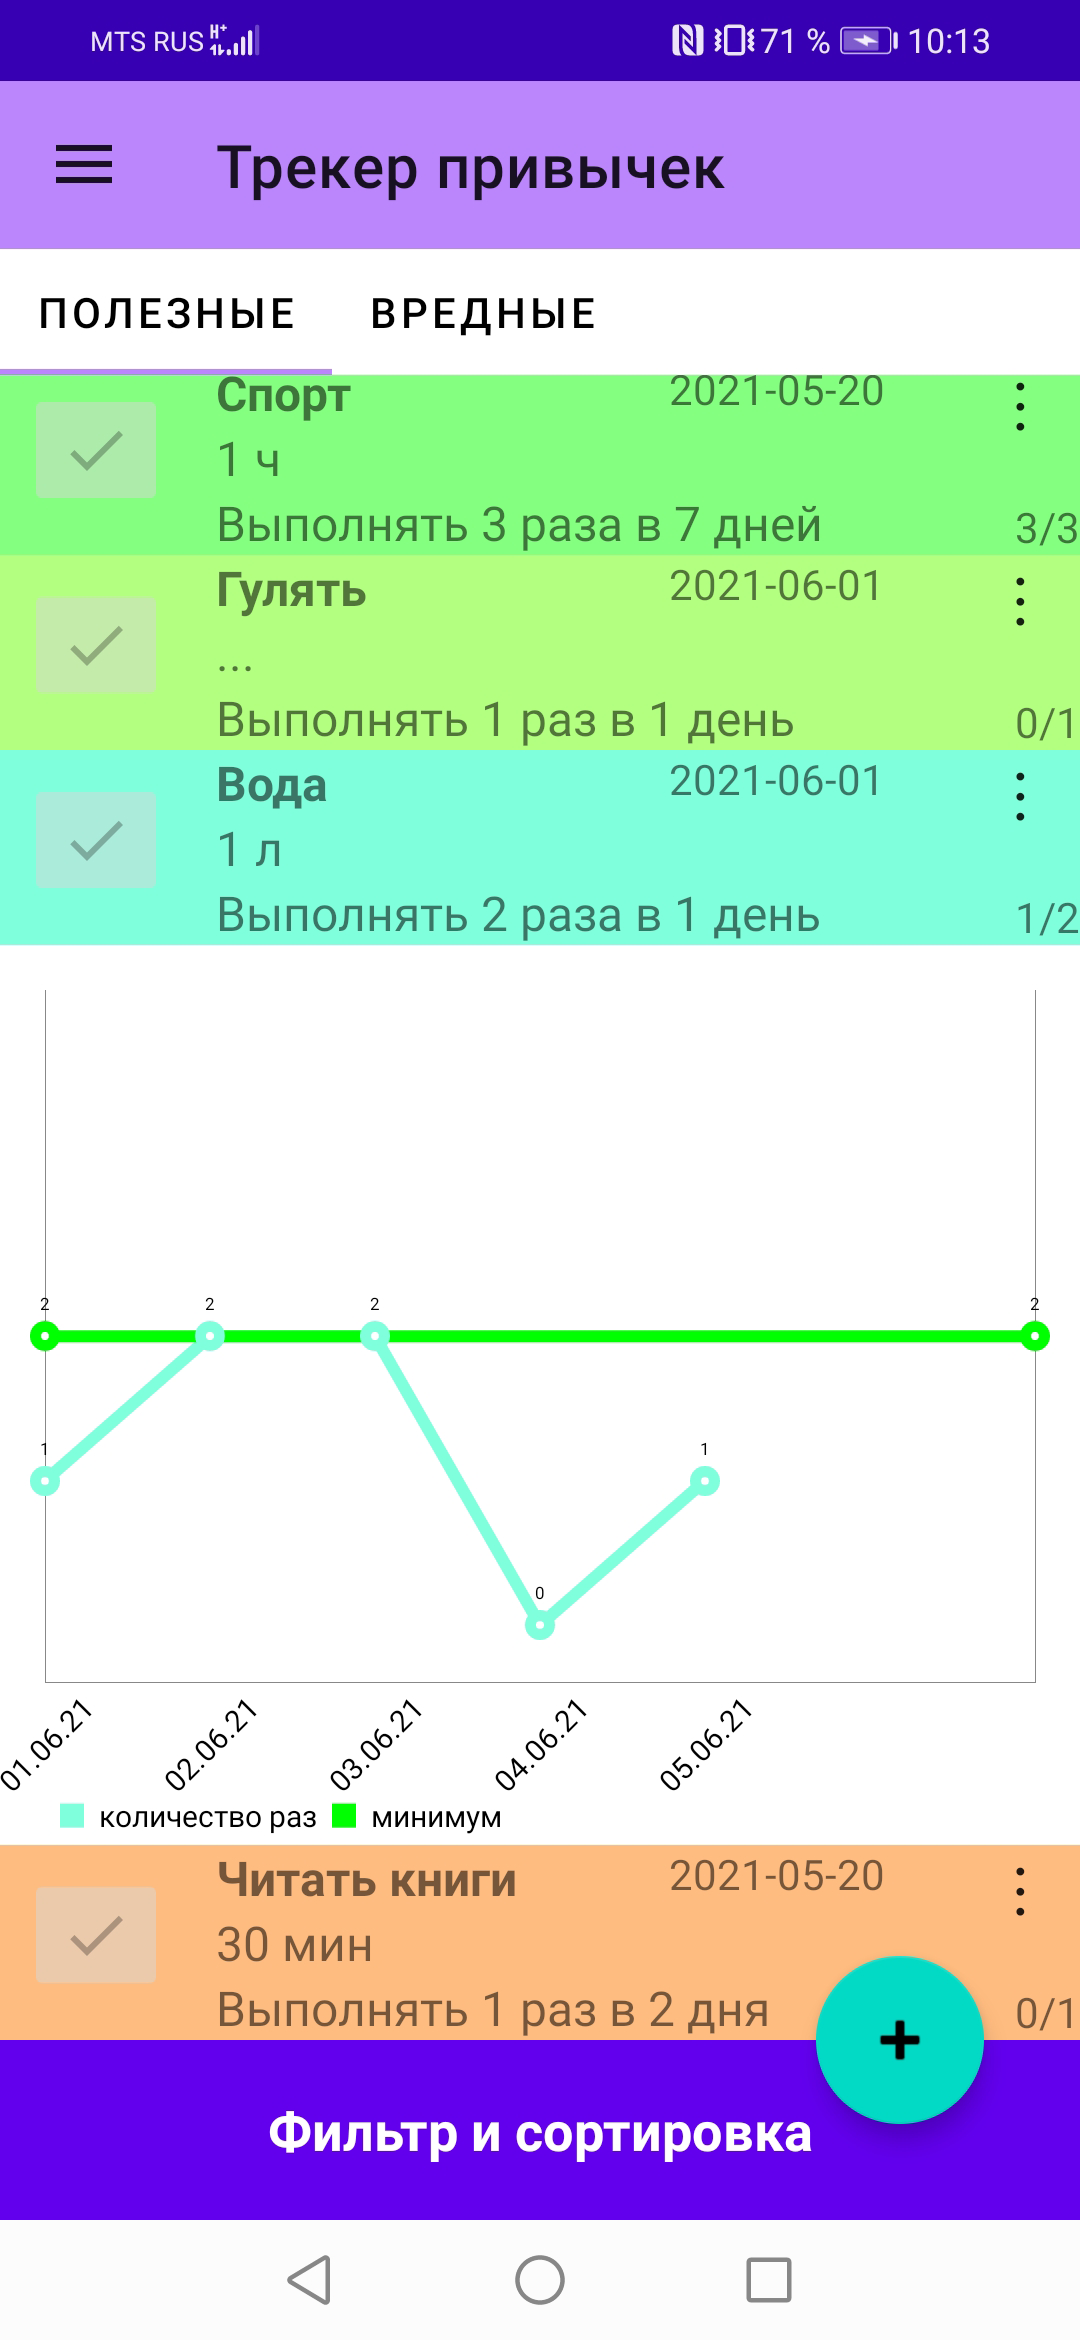 MTS RUS H+ 71 % 10:13
Трекер привычек
ПОЛЕЗНЫЕ ВРЕДНЫЕ
Спорт 2021-05-20
1 ч
Выполнять 3 раза в 7 дней 3/3
Гулять 2021-06-01
...
Выполнять 1 раз в 1 день 0/1
Вода 2021-06-01
1 л
Выполнять 2 раза в 1 день 1/2
2 2 2 2
1 1
0
01.06.21 02.06.21 03.06.21 04.06.21 05.06.21
количество раз минимум
Читать книги 2021-05-20
30 мин
Выполнять 1 раз в 2 дня 0/1
+
Фильтр и сортировка